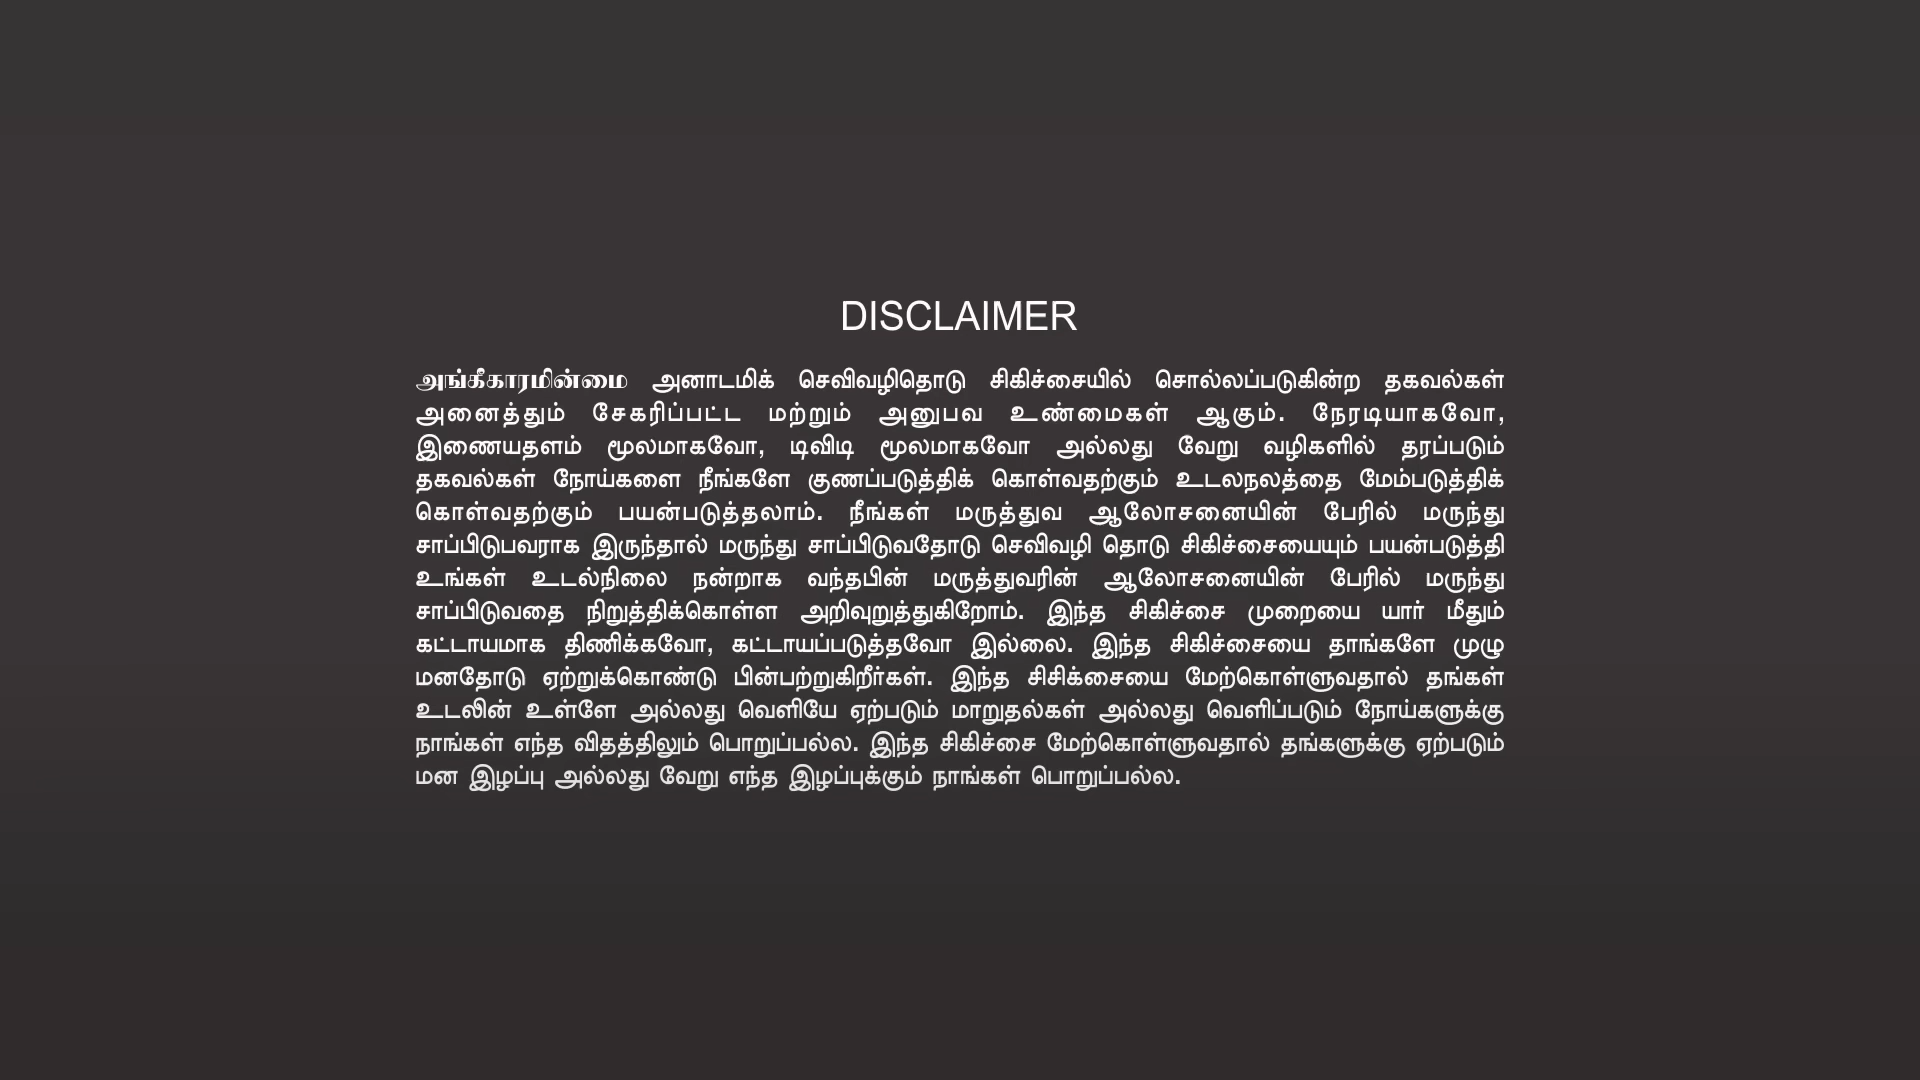 DISCLAIMER
அங்கீகாரமின்மை அனாடமிக் செவிவழிதொடு சிகிச்சையில் சொல்லப்படுகின்ற தகவல்கள்
அனைத்தும் சேகரிப்பட்ட மற்றும் அனுபவ உண்மைகள் ஆகும். நேரடியாகவோ,
இணையதளம் மூலமாகவோ, டிவிடி மூலமாகவோ அல்லது வேறு வழிகளில் தரப்படும்
தகவல்கள் நோய்களை நீங்களே குணப்படுத்திக் கொள்வதற்கும் உடலநலத்தை மேம்படுத்திக்
கொள்வதற்கும் பயன்படுத்தலாம். நீங்கள் மருத்துவ ஆலோசனையின் பேரில் மருந்து
சாப்பிடுபவராக இருந்தால் மருந்து சாப்பிடுவதோடு செவிவழி தொடு சிகிச்சையையும் பயன்படுத்தி
உங்கள் உடல்நிலை நன்றாக வந்தபின் மருத்துவரின் ஆலோசனையின் பேரில் மருந்து
சாப்பிடுவதை நிறுத்திக்கொள்ள அறிவுறுத்துகிறோம். இந்த சிகிச்சை முறையை யார் மீதும்
கட்டாயமாக திணிக்கவோ, கட்டாயப்படுத்தவோ இல்லை. இந்த சிகிச்சையை தாங்களே முழு
மனதோடு ஏற்றுக்கொண்டு பின்பற்றுகிறீர்கள். இந்த சிசிக்சையை மேற்கொள்ளுவதால் தங்கள்
உடலின் உள்ளே அல்லது வெளியே ஏற்படும் மாறுதல்கள் அல்லது வெளிப்படும் நோய்களுக்கு
நாங்கள் எந்த விதத்திலும் பொறுப்பல்ல. இந்த சிகிச்சை மேற்கொள்ளுவதால் தங்களுக்கு ஏற்படும்
மன இழப்பு அல்லது வேறு எந்த இழப்புக்கும் நாங்கள் பொறுப்பல்ல.